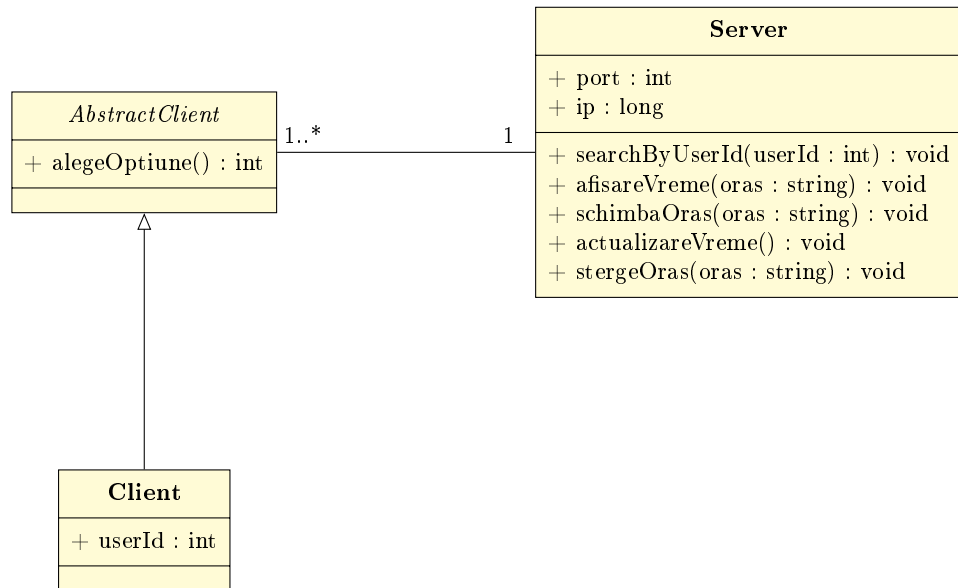 AbstractClient
+ alegeOptiune() : int
1..*
1
Server
+ port : int
+ ip : long
+ searchByUserId(userId : int) : void
+ afisareVreme(oras : string) : void
+ schimbaOras(oras : string) : void
+ actualizareVreme() : void
+ stergeOras(oras : string) : void
Client
+ userId : int